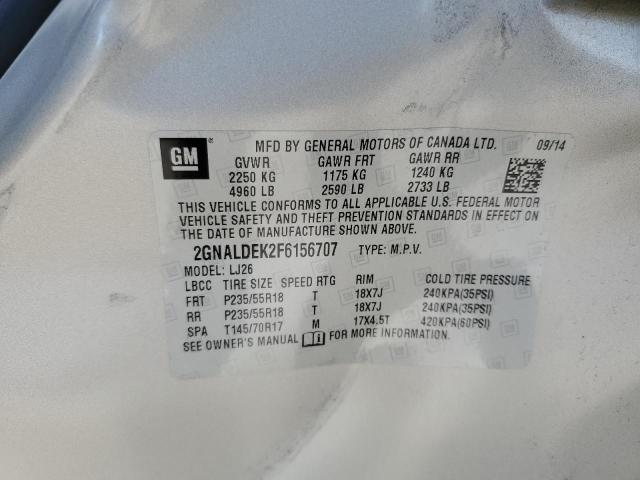 GM ® MFD BY GENERAL MOTORS OF CANADA LTD. 09/14
GVWR GAWR FRT GAWR RR
2250 KG 1175 KG 1240 KG
4960 LB 2590 LB 2733 LB
THIS VEHICLE CONFORMS TO ALL APPLICABLE U.S. FEDERAL MOTOR
VEHICLE SAFETY AND THEFT PREVENTION STANDARDS IN EFFECT ON
THE DATE OF MANUFACTURE SHOWN ABOVE.
2GNALDEK2F6156707 TYPE: M.P.V.
MODEL: LJ26
LBCC TIRE SIZE SPEED RTG RIM COLD TIRE PRESSURE
FRT P235/55R18 T 18X7J 240KPA(35PSI)
RR P235/55R18 T 18X7J 240KPA(35PSI)
SPA T145/70R17 M 17X4.5T 420KPA(60PSI)
SEE OWNER'S MANUAL FOR MORE INFORMATION.